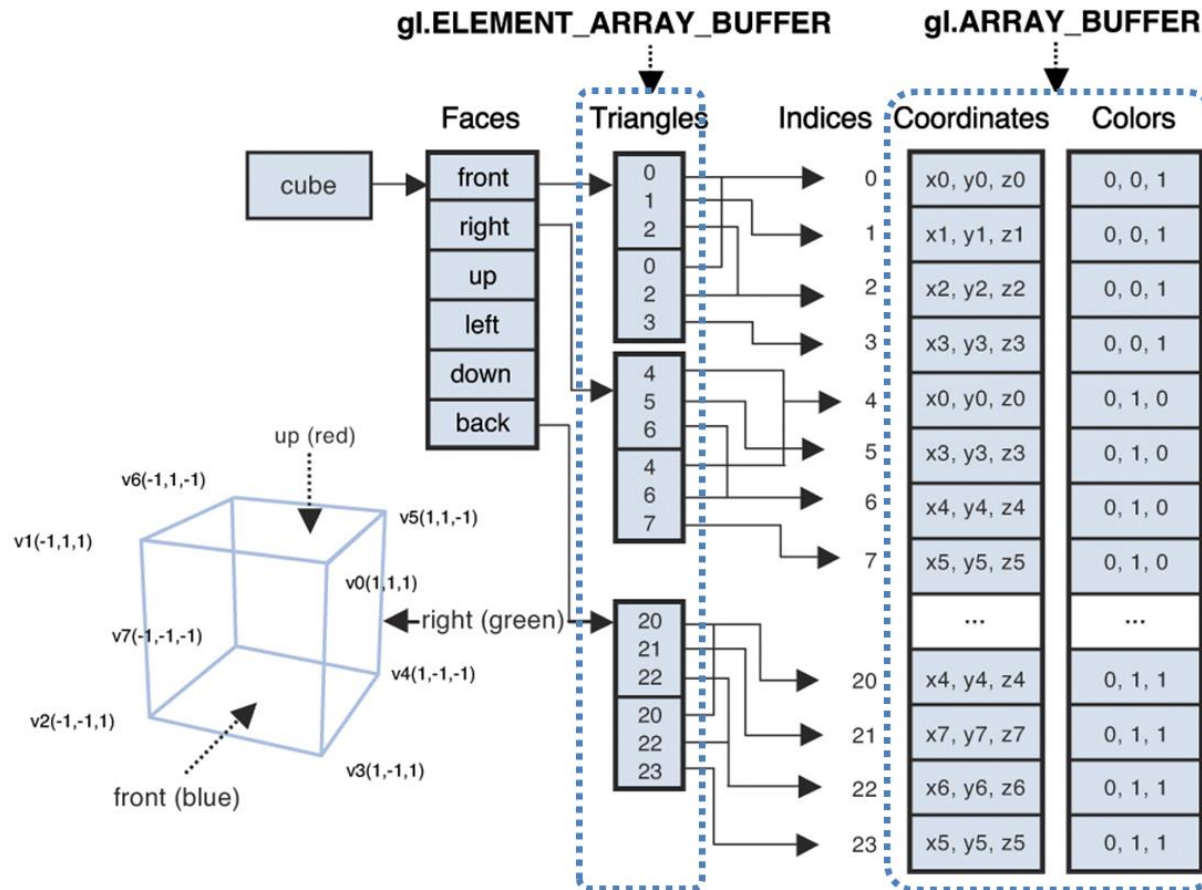 gl.ELEMENT_ARRAY_BUFFER
gl.ARRAY_BUFFER
Faces
Triangles
Indices
Coordinates
Colors
cube
front
right
up
left
down
back
0
1
2
0
2
3
4
5
6
4
6
7
20
21
22
20
22
23
0
1
2
3
4
5
6
7
20
21
22
23
x0, y0, z0
x1, y1, z1
x2, y2, z2
x3, y3, z3
x0, y0, z0
x3, y3, z3
x4, y4, z4
x5, y5, z5
...
x4, y4, z4
x7, y7, z7
x6, y6, z6
x5, y5, z5
0, 0, 1
0, 0, 1
0, 0, 1
0, 0, 1
0, 1, 0
0, 1, 0
0, 1, 0
0, 1, 0
...
0, 1, 1
0, 1, 1
0, 1, 1
0, 1, 1
up (red)
v6(-1,1,-1)
v5(1,1,-1)
v1(-1,1,1)
v0(1,1,1)
right (green)
v7(-1,-1,-1)
v4(1,-1,-1)
v2(-1,-1,1)
v3(1,-1,1)
front (blue)